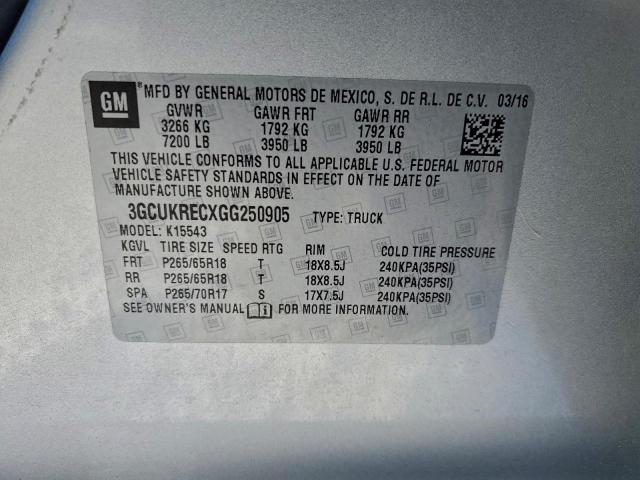 GM ® MFD BY GENERAL MOTORS DE MEXICO, S. DE R.L. DE C.V. 03/16
GVWR GAWR FRT GAWR RR
3266 KG 1792 KG 1792 KG
7200 LB 3950 LB 3950 LB
THIS VEHICLE CONFORMS TO ALL APPLICABLE U.S. FEDERAL MOTOR
VEHICLE SAFETY STANDARDS IN EFFECT ON THE DATE OF
MANUFACTURE SHOWN ABOVE.
3GCUKRECXGG250905 TYPE: TRUCK
MODEL: K15543
KGVL TIRE SIZE SPEED RTG RIM COLD TIRE PRESSURE
FRT P265/65R18 T 18X8.5J 240KPA(35PSI)
RR P265/65R18 T 18X8.5J 240KPA(35PSI)
SPA P265/70R17 S 17X7.5J 240KPA(35PSI)
SEE OWNER'S MANUAL FOR MORE INFORMATION.